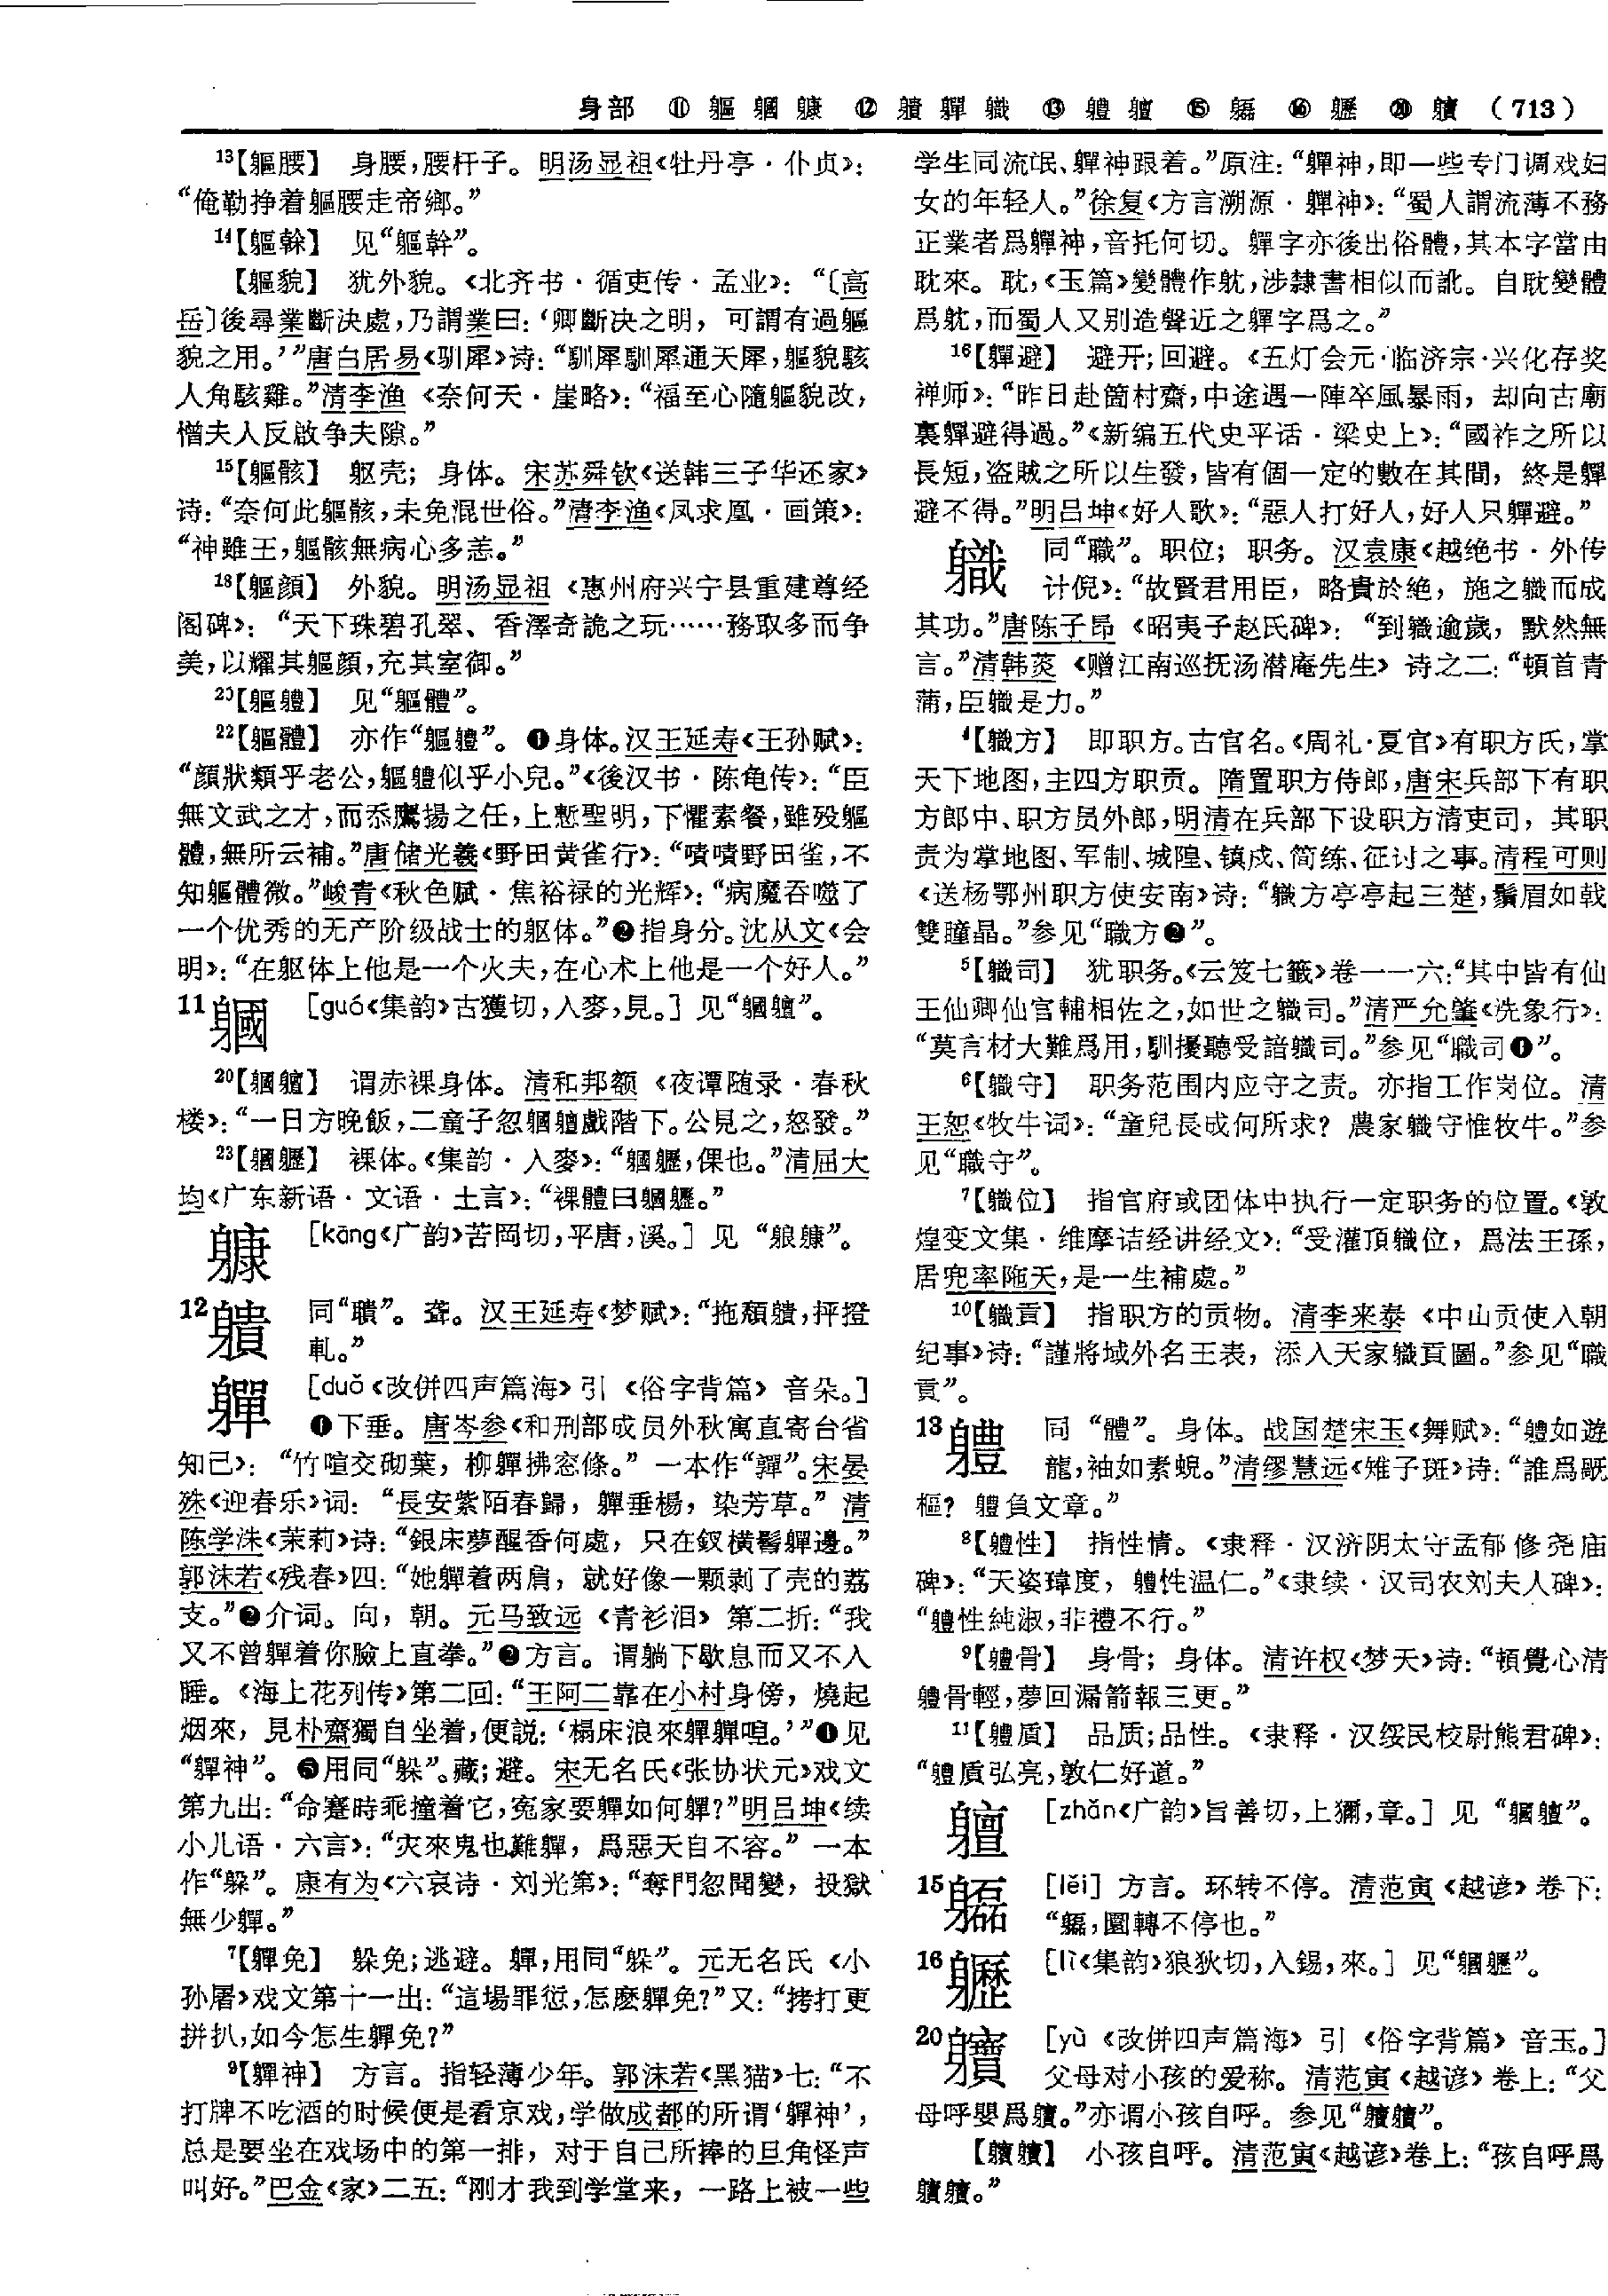 身部 ⑪ 軀 軀 躿 ⑫ 䠿 軃 軄 ⑬ 軆 䡀 ⑮ 𨊛 ⑯ 𨊝 ⑳ 䡂 (713)
13【軀腰】 身腰,腰杆子。明汤显祖《牡丹亭·仆贞》:
“俺勒挣着軀腰走帝鄉。”
14【軀榦】 见“軀幹”。
【軀貌】 犹外貌。《北齐书·循吏传·孟业》:“〔高
岳〕後尋業斷決處,乃謂業曰:‘卿斷决之明,可謂有過軀
貌之用。’”唐白居易《驯犀》诗:“馴犀馴犀通天犀,軀貌駭
人角駭雞。”清李渔《奈何天·崖略》:“福至心隨軀貌改,
憎夫人反啟争夫隙。”
15【軀骸】 躯壳;身体。宋苏舜钦《送韩三子华还家》
诗:“奈何此軀骸,未免混世俗。”清李渔《凤求凰·画策》:
“神雖王,軀骸無病心多恙。”
18【軀顔】 外貌。明汤显祖《惠州府兴宁县重建尊经
阁碑》:“天下珠碧孔翠、香澤奇詭之玩……務取多而争
美,以耀其軀顔,充其室御。”
20【軀軆】 见“軀體”。
22【軀體】 亦作“軀軆”。❶身体。汉王延寿《王孙赋》:
“顔狀類乎老公,軀軆似乎小兒。”《後汉书·陈龟传》:“臣
無文武之才,而忝鷹揚之任,上慙聖明,下懼素餐,雖殁軀
體,無所云補。”唐储光羲《野田黄雀行》:“嘖嘖野田雀,不
知軀體微。”峻青《秋色赋·焦裕禄的光辉》:“病魔吞噬了
一个优秀的无产阶级战士的躯体。”❷指身分。沈从文《会
明》:“在躯体上他是一个火夫,在心术上他是一个好人。”
11 [guó《集韵》古獲切,入麥,見。] 见“ ”。
20【 】 谓赤裸身体。清和邦额《夜谭随录·春秋
楼》:“一日方晚飯,二童子忽 戲階下。公見之,怒發。”
23【 】 裸体。《集韵·入麥》:“ ,倮也。”清屈大
均《广东新语·文语·土言》:“裸體曰 。”
躿 [kāng《广韵》苦岡切,平唐,溪。] 见“躴躿”。
12 同“聵”。聋。汉王延寿《梦赋》:“拖頽 ,抨撜
軋。”
軃 [duǒ《改併四声篇海》引《俗字背篇》音朵。]
❶下垂。唐岑参《和刑部成员外秋寓直寄台省
知己》:“竹喧交砌葉,柳軃拂窓條。”一本作“嚲”。宋晏
殊《迎春乐》词:“長安紫陌春歸,軃垂楊,染芳草。”清
陈学洙《茉莉》诗:“銀床夢醒香何處,只在釵横髻軃邊。”
郭沫若《残春》四:“她軃着两肩,就好像一颗剥了壳的荔
支。”❷介词。向,朝。元马致远《青衫泪》第二折:“我
又不曾軃着你臉上直拳。”❷方言。谓躺下歇息而又不入
睡。《海上花列传》第二回:“王阿二靠在小村身傍,燒起
烟來,見朴齋獨自坐着,便説:‘榻床浪來軃軃哩。’”❶见
“軃神”。❺用同“躲”。藏;避。宋无名氏《张协状元》戏文
第九出:“命蹇時乖撞着它,冤家要軃如何軃?”明吕坤《续
小儿语·六言》:“灾來鬼也難軃,爲惡天自不容。”一本
作“躲”。康有为《六哀诗·刘光第》:“奪門忽聞變,投獄
無少軃。”
7【軃免】 躲免;逃避。軃,用同“躲”。元无名氏《小
孙屠》戏文第十一出:“這場罪愆,怎麽軃免?”又:“拷打更
拼扒,如今怎生軃免?”
9【軃神】 方言。指轻薄少年。郭沫若《黑猫》七:“不
打牌不吃酒的时候便是看京戏,学做成都的所谓‘軃神’,
总是要坐在戏场中的第一排,对于自己所捧的旦角怪声
叫好。”巴金《家》二五:“刚才我到学堂来,一路上被一些
学生同流氓、軃神跟着。”原注:“軃神,即一些专门调戏妇
女的年轻人。”徐复《方言溯源·軃神》:“蜀人謂流薄不務
正業者爲軃神,音托何切。軃字亦後出俗體,其本字當由
耽來。耽,《玉篇》變體作躭,涉隸書相似而訛。自耽變體
爲躭,而蜀人又别造聲近之軃字爲之。”
16【軃避】 避开;回避。《五灯会元·临济宗·兴化存奖
禅师》:“昨日赴箇村齋,中途遇一陣卒風暴雨,却向古廟
裏軃避得過。”《新编五代史平话·梁史上》:“國祚之所以
長短,盗賊之所以生發,皆有個一定的數在其間,終是軃
避不得。”明吕坤《好人歌》:“惡人打好人,好人只軃避。”
軄 同“職”。职位;职务。汉袁康《越绝书·外传
计倪》:“故賢君用臣,略責於絶,施之軄而成
其功。”唐陈子昂《昭夷子赵氏碑》:“到軄逾歲,默然無
言。”清韩菼《赠江南巡抚汤潜庵先生》诗之二:“頓首青
蒲,臣軄是力。”
4【軄方】 即职方。古官名。《周礼·夏官》有职方氏,掌
天下地图,主四方职贡。隋置职方侍郎,唐宋兵部下有职
方郎中、职方员外郎,明清在兵部下设职方清吏司,其职
责为掌地图、军制、城隍、镇戍、简练、征讨之事。清程可则
《送杨鄂州职方使安南》诗:“軄方亭亭起三楚,鬚眉如戟
雙瞳晶。”参见“職方❷”。
5【軄司】 犹职务。《云笈七籤》卷一一六:“其中皆有仙
王仙卿仙官輔相佐之,如世之軄司。”清严允肇《洗象行》:
“莫言材大難爲用,馴擾聽受諳軄司。”参见“職司❶”。
6【軄守】 职务范围内应守之责。亦指工作岗位。清
王恕《牧牛词》:“童兒長成何所求?農家軄守惟牧牛。”参
见“職守”。
7【軄位】 指官府或团体中执行一定职务的位置。《敦
煌变文集·维摩诘经讲经文》:“受灌頂軄位,爲法王孫,
居兜率陁天,是一生補處。”
10【軄貢】 指职方的贡物。清李来泰《中山贡使入朝
纪事》诗:“謹將域外名王表,添入天家軄貢圖。”参见“職
貢”。
13 軆 同“體”。身体。战国楚宋玉《舞赋》:“軆如遊
龍,袖如素蜺。”清缪慧远《雉子斑》诗:“誰爲厩
樞?軆負文章。”
8【軆性】 指性情。《隶释·汉济阴太守孟郁修尧庙
碑》:“天姿瑋度,軆性温仁。”《隶续·汉司农刘夫人碑》:
“軆性純淑,非禮不行。”
9【軆骨】 身骨;身体。清许权《梦天》诗:“頓覺心清
軆骨輕,夢回漏箭報三更。”
11【軆質】 品质;品性。《隶释·汉绥民校尉熊君碑》:
“軆質弘亮,敦仁好道。”
[zhǎn《广韵》旨善切,上獮,章。] 见“ ”。
15 [lěi] 方言。环转不停。清范寅《越谚》卷下:
“ ,圜轉不停也。”
16 [lì《集韵》狼狄切,入錫,來。] 见“ ”。
20 [yù《改併四声篇海》引《俗字背篇》音玉。]
父母对小孩的爱称。清范寅《越谚》卷上:“父
母呼嬰爲 。”亦谓小孩自呼。参见“ ”。
【 】 小孩自呼。清范寅《越谚》卷上:“孩自呼爲
 。”